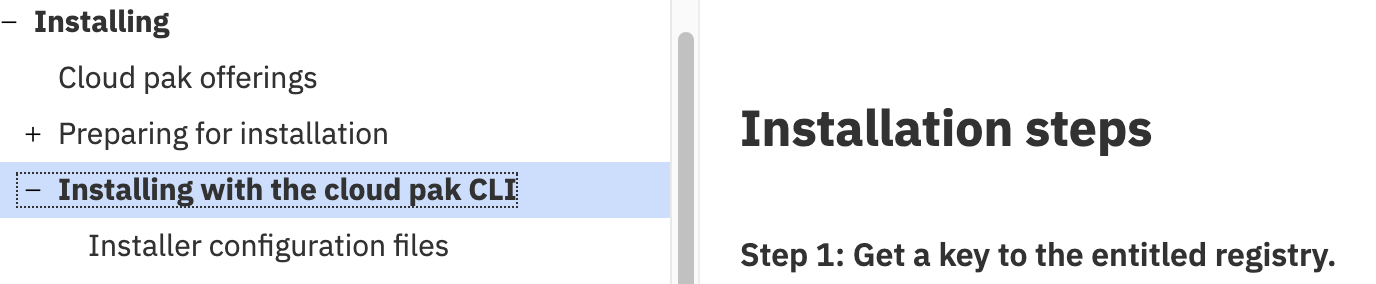 − Installing
Cloud pak offerings
+ Preparing for installation
− Installing with the cloud pak CLI
Installer configuration files
Installation steps
Step 1: Get a key to the entitled registry.